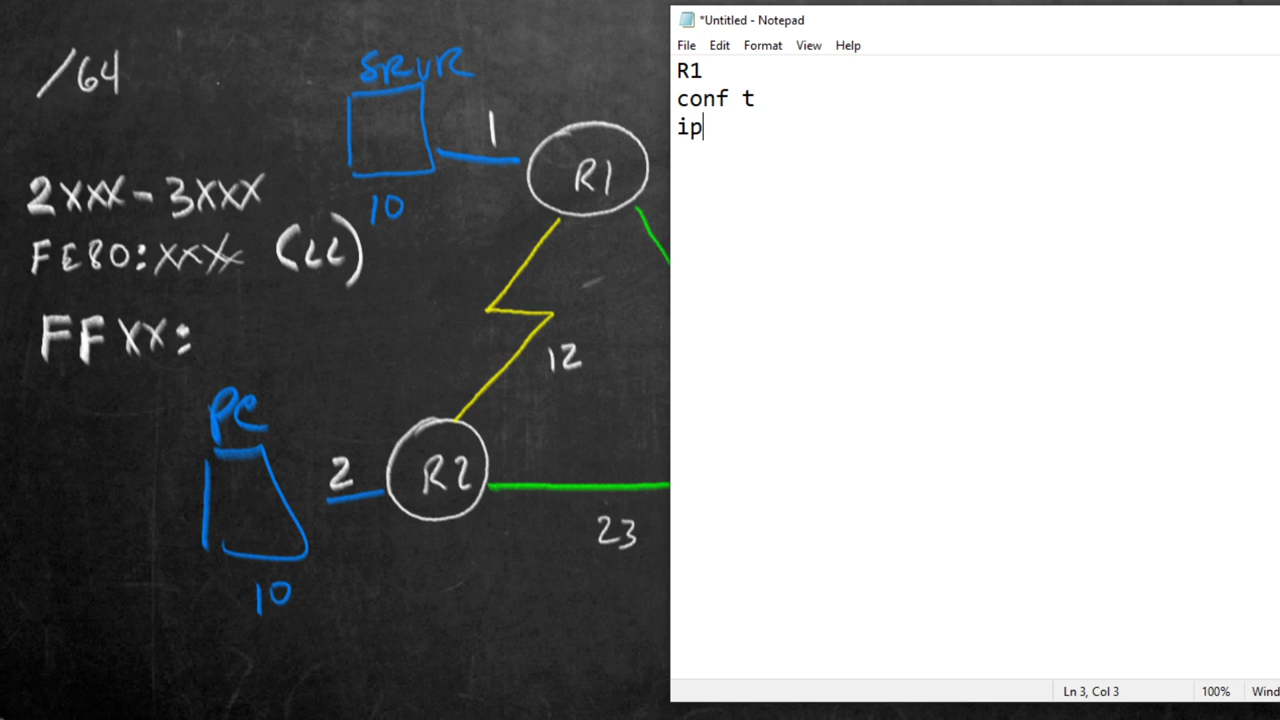 /64
SRVR
1
R1
10
2XXX-3XXX
FE80:XXX (LL)
FFXX:
12
PC
2
R2
23
10
*Untitled - Notepad
File Edit Format View Help
R1
conf t
ip
Ln 3, Col 3 100% Wind